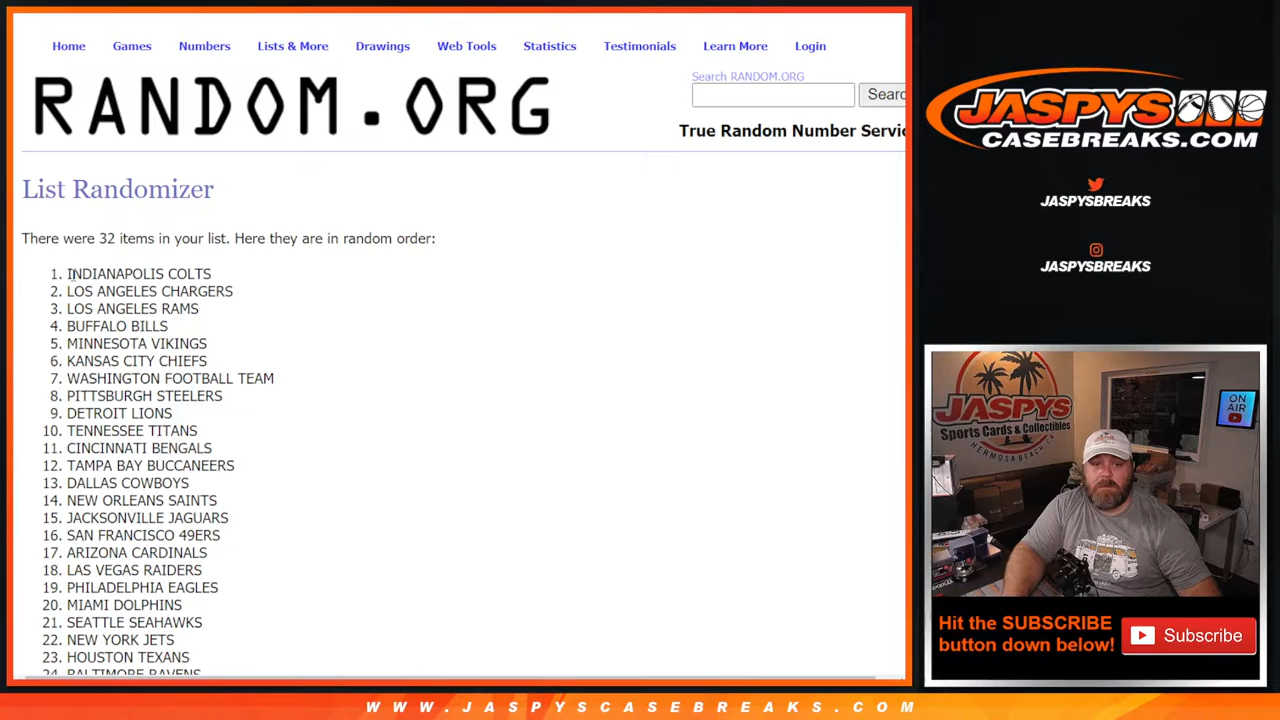 Home Games Numbers Lists & More Drawings Web Tools Statistics Testimonials Learn More Login
RANDOM.ORG
Search RANDOM.ORG
Searc
True Random Number Servic
List Randomizer
There were 32 items in your list. Here they are in random order:
1. INDIANAPOLIS COLTS
2. LOS ANGELES CHARGERS
3. LOS ANGELES RAMS
4. BUFFALO BILLS
5. MINNESOTA VIKINGS
6. KANSAS CITY CHIEFS
7. WASHINGTON FOOTBALL TEAM
8. PITTSBURGH STEELERS
9. DETROIT LIONS
10. TENNESSEE TITANS
11. CINCINNATI BENGALS
12. TAMPA BAY BUCCANEERS
13. DALLAS COWBOYS
14. NEW ORLEANS SAINTS
15. JACKSONVILLE JAGUARS
16. SAN FRANCISCO 49ERS
17. ARIZONA CARDINALS
18. LAS VEGAS RAIDERS
19. PHILADELPHIA EAGLES
20. MIAMI DOLPHINS
21. SEATTLE SEAHAWKS
22. NEW YORK JETS
23. HOUSTON TEXANS
24. BALTIMORE RAVENS
JASPYS
CASEBREAKS.COM
JASPYSBREAKS
JASPYSBREAKS
JASPYS
Sports Cards & Collectibles
HERMOSA BEACH, CA
ON
AIR
Hit the SUBSCRIBE
button down below!
Subscribe
WWW.JASPYSCASEBREAKS.COM